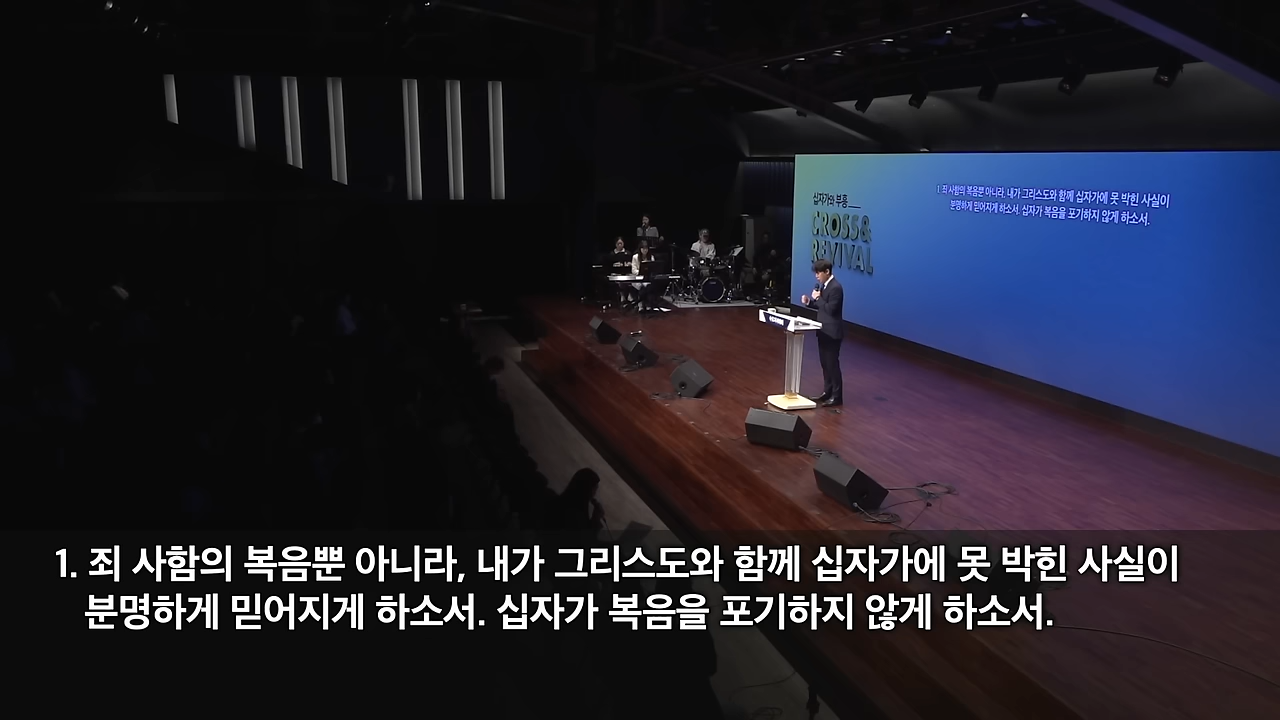 십자가의 부흥
CROSS&
REVIVAL
1. 죄 사함의 복음뿐 아니라, 내가 그리스도와 함께 십자가에 못 박힌 사실이
분명하게 믿어지게 하소서. 십자가 복음을 포기하지 않게 하소서.
1. 죄 사함의 복음뿐 아니라, 내가 그리스도와 함께 십자가에 못 박힌 사실이
분명하게 믿어지게 하소서. 십자가 복음을 포기하지 않게 하소서.